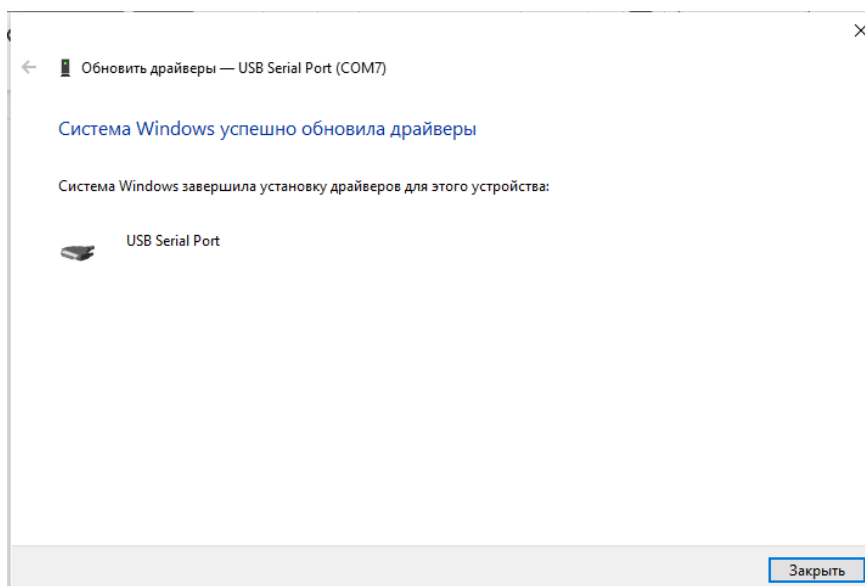 Обновить драйверы — USB Serial Port (COM7)
Система Windows успешно обновила драйверы
Система Windows завершила установку драйверов для этого устройства:
USB Serial Port
Закрыть